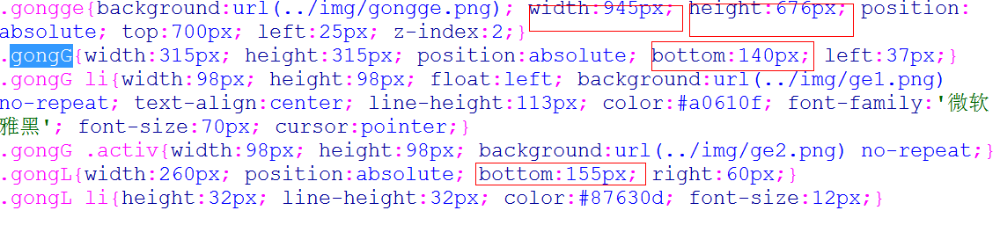 .gongge{background:url(../img/gongge.png); width:945px; height:676px; position:
absolute; top:700px; left:25px; z-index:2;}
.gongG{width:315px; height:315px; position:absolute; bottom:140px; left:37px;}
.gongG li{width:98px; height:98px; float:left; background:url(../img/ge1.png)
no-repeat; text-align:center; line-height:113px; color:#a0610f; font-family:'微软
雅黑'; font-size:70px; cursor:pointer;}
.gongG .activ{width:98px; height:98px; background:url(../img/ge2.png) no-repeat;}
.gongL{width:260px; position:absolute; bottom:155px; right:60px;}
.gongL li{height:32px; line-height:32px; color:#87630d; font-size:12px;}